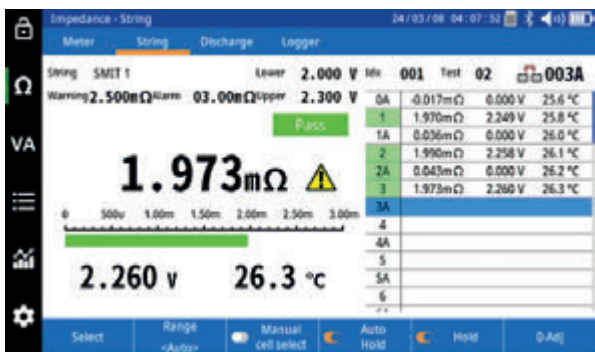 Impedance - String 24/03/08 04:07:52
Meter String Discharge Logger
String SMIT 1 Lower 2.000 V Idx 001 Test 02 003A
Warning 2.500mΩ Alarm 03.00mΩ Upper 2.300 V
Pass
0A -0.017mΩ 0.000 V 25.6 °C
1 1.970mΩ 2.249 V 25.8 °C
1A 0.036mΩ 0.000 V 26.0 °C
2 1.990mΩ 2.258 V 26.1 °C
2A 0.043mΩ 0.000 V 26.2 °C
3 1.973mΩ 2.260 V 26.3 °C
3A
4
4A
5
5A
6
Ω
VA
1.973mΩ
0 500u 1.00m 1.50m 2.00m 2.50m 3.00m
2.260 V 26.3 °C
Select
Range
<Auto>
Manual
cell select
Auto
Hold
Hold
0-Adj